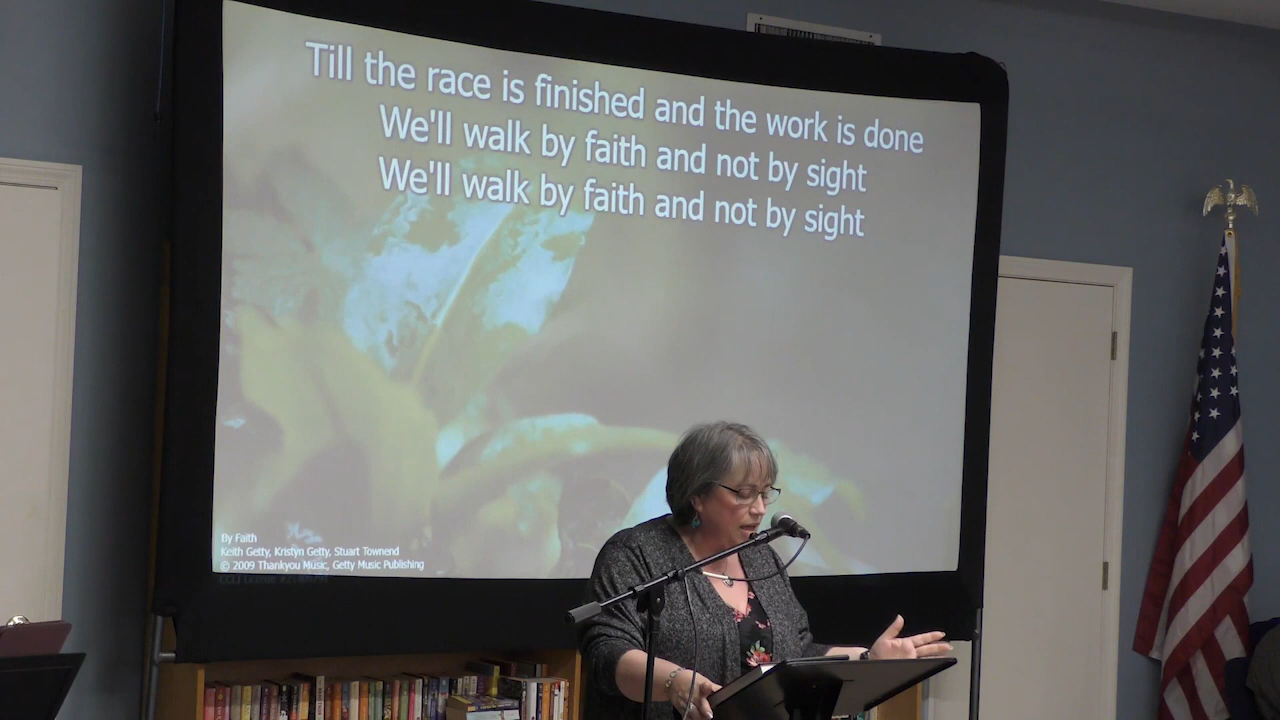 Till the race is finished and the work is done
We'll walk by faith and not by sight
We'll walk by faith and not by sight
By Faith
Keith Getty, Kristyn Getty, Stuart Townend
© 2009 Thankyou Music, Getty Music Publishing